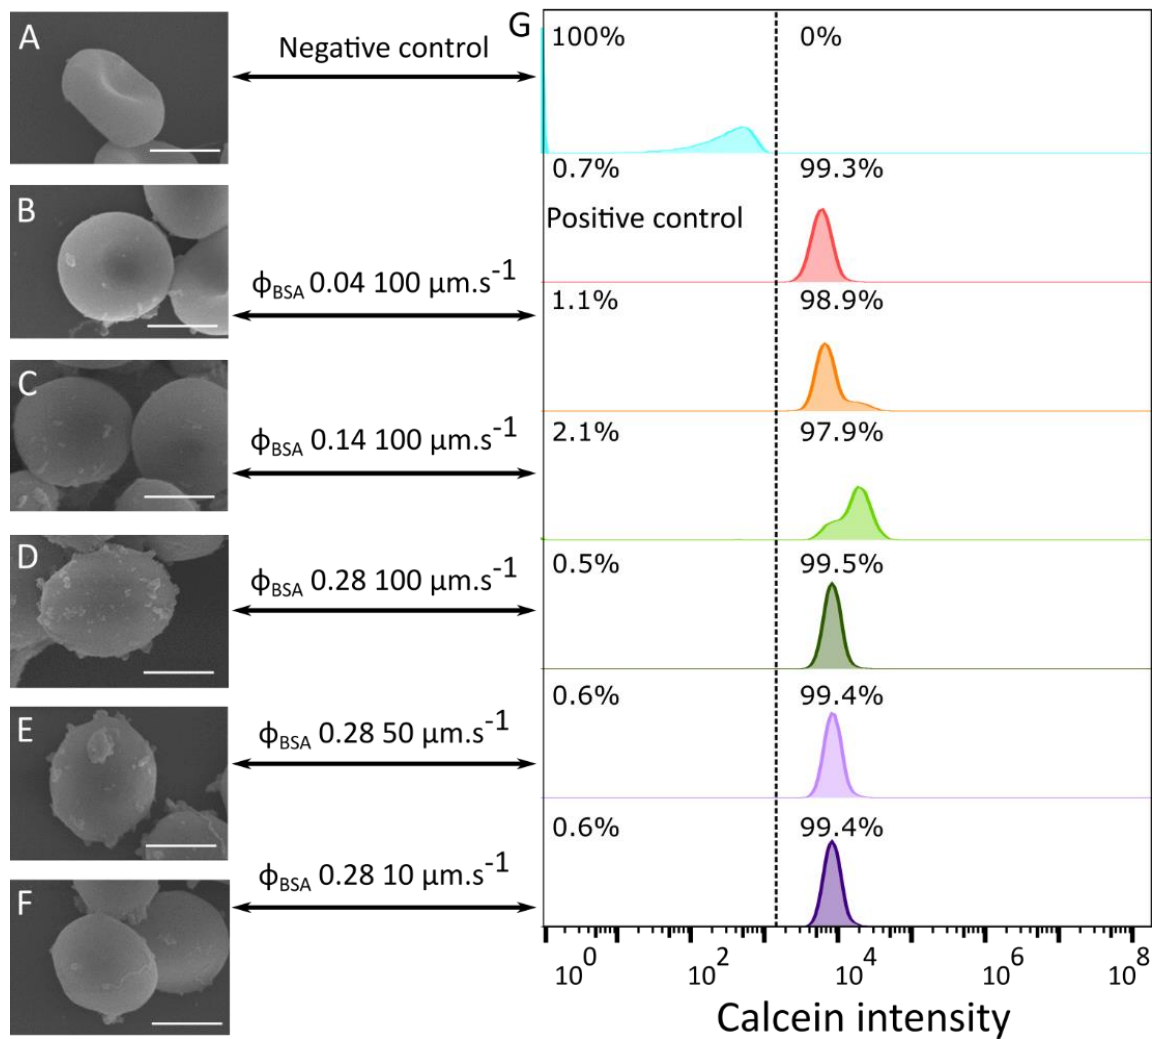 A
Negative control
G
100% 0%
0.7% 99.3%
B
Positive control
ϕBSA 0.04 100 µm.s-1
1.1% 98.9%
C
ϕBSA 0.14 100 µm.s-1
2.1% 97.9%
D
ϕBSA 0.28 100 µm.s-1
0.5% 99.5%
E
ϕBSA 0.28 50 µm.s-1
0.6% 99.4%
F
ϕBSA 0.28 10 µm.s-1
0.6% 99.4%
10^0 10^2 10^4 10^6 10^8
Calcein intensity